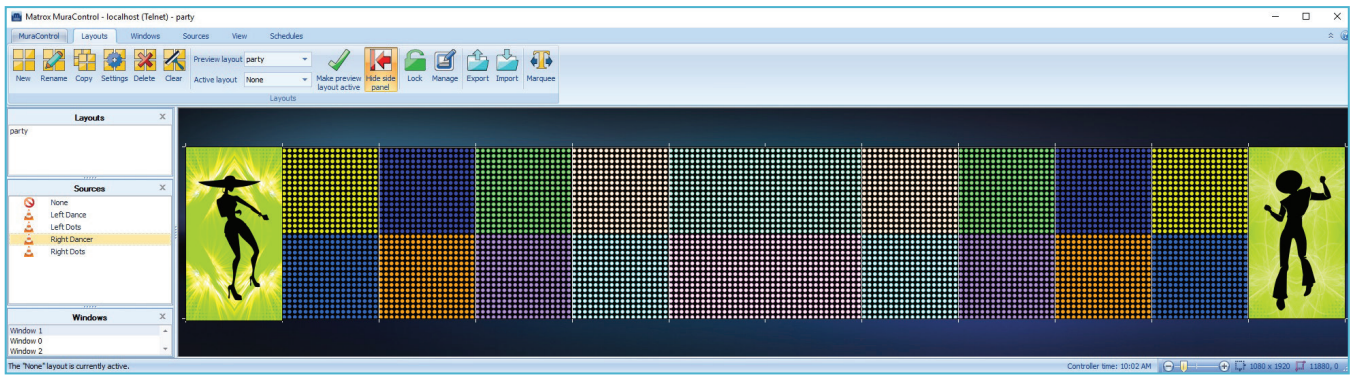 Matrox MuraControl - localhost (Telnet) - party
MuraControl Layouts Windows Sources View Schedules
Preview layout party
Active layout None
New Rename Copy Settings Delete Clear Make preview layout active Hide side panel Lock Manage Export Import Marquee
Layouts
Layouts
party
Sources
None
Left Dance
Left Dots
Right Dancer
Right Dots
Windows
Window 1
Window 0
Window 2
The "None" layout is currently active.
Controller time: 10:02 AM 1080 x 1920 11880, 0